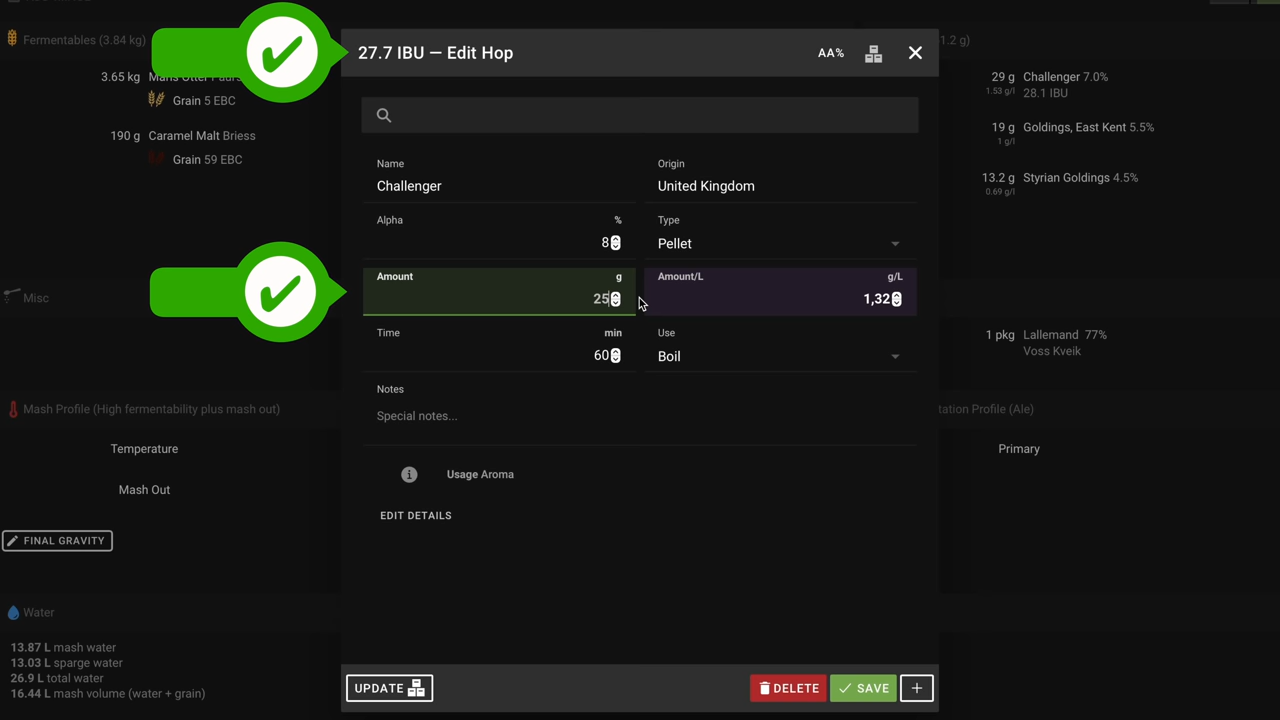 Fermentables (3.84 kg)
3.65 kg Maris Otter
Grain 5 EBC
190 g Caramel Malt Briess
Grain 59 EBC
Misc
Mash Profile (High fermentability plus mash out)
Temperature
Mash Out
FINAL GRAVITY
Water
13.87 L mash water
13.03 L sparge water
26.9 L total water
16.44 L mash volume (water + grain)
27.7 IBU — Edit Hop
AA%
Name
Challenger
Origin
United Kingdom
Alpha %
8
Type
Pellet
Amount g
25
Amount/L g/L
1,32
Time min
60
Use
Boil
Notes
Special notes...
Usage Aroma
EDIT DETAILS
UPDATE
DELETE
SAVE
1.2 g)
29 g Challenger 7.0%
1.53 g/l 28.1 IBU
19 g Goldings, East Kent 5.5%
1 g/l
13.2 g Styrian Goldings 4.5%
0.69 g/l
1 pkg Lallemand 77%
Voss Kveik
tation Profile (Ale)
Primary